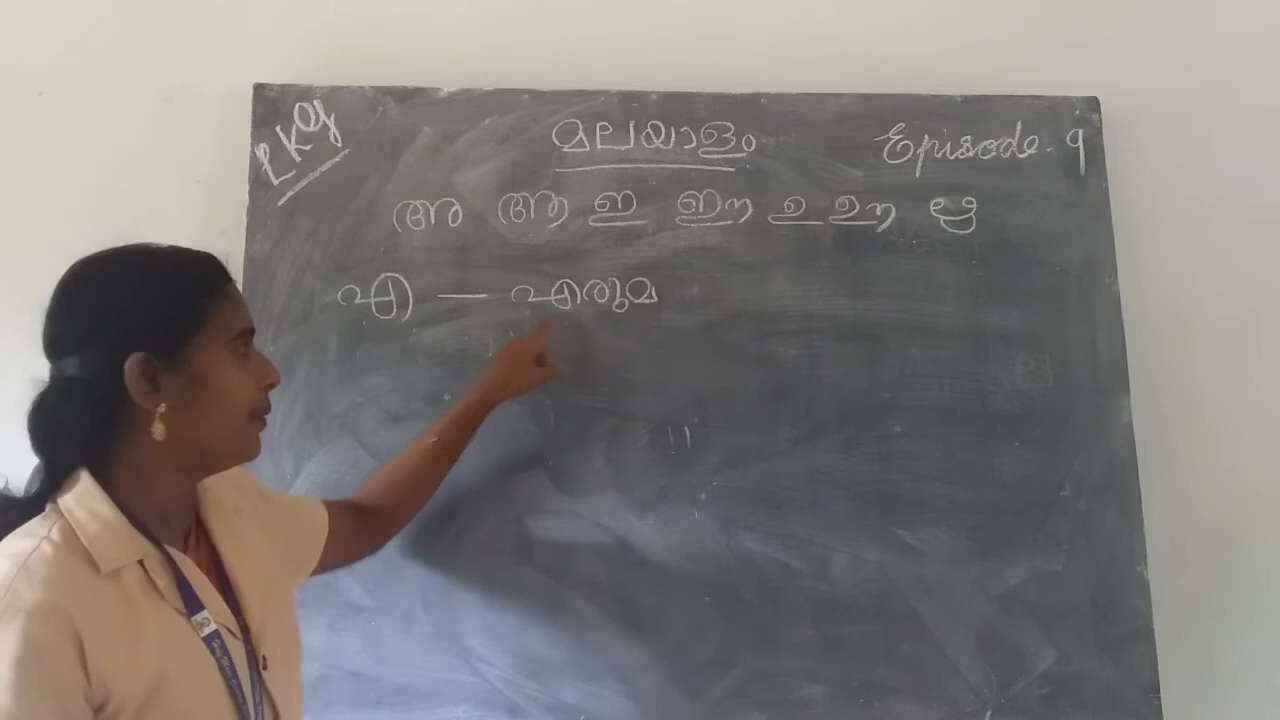 LKG മലയാളം Episode. 9
അ ആ ഇ ഈ ഉ ഊ ഋ
എ — എരുമ